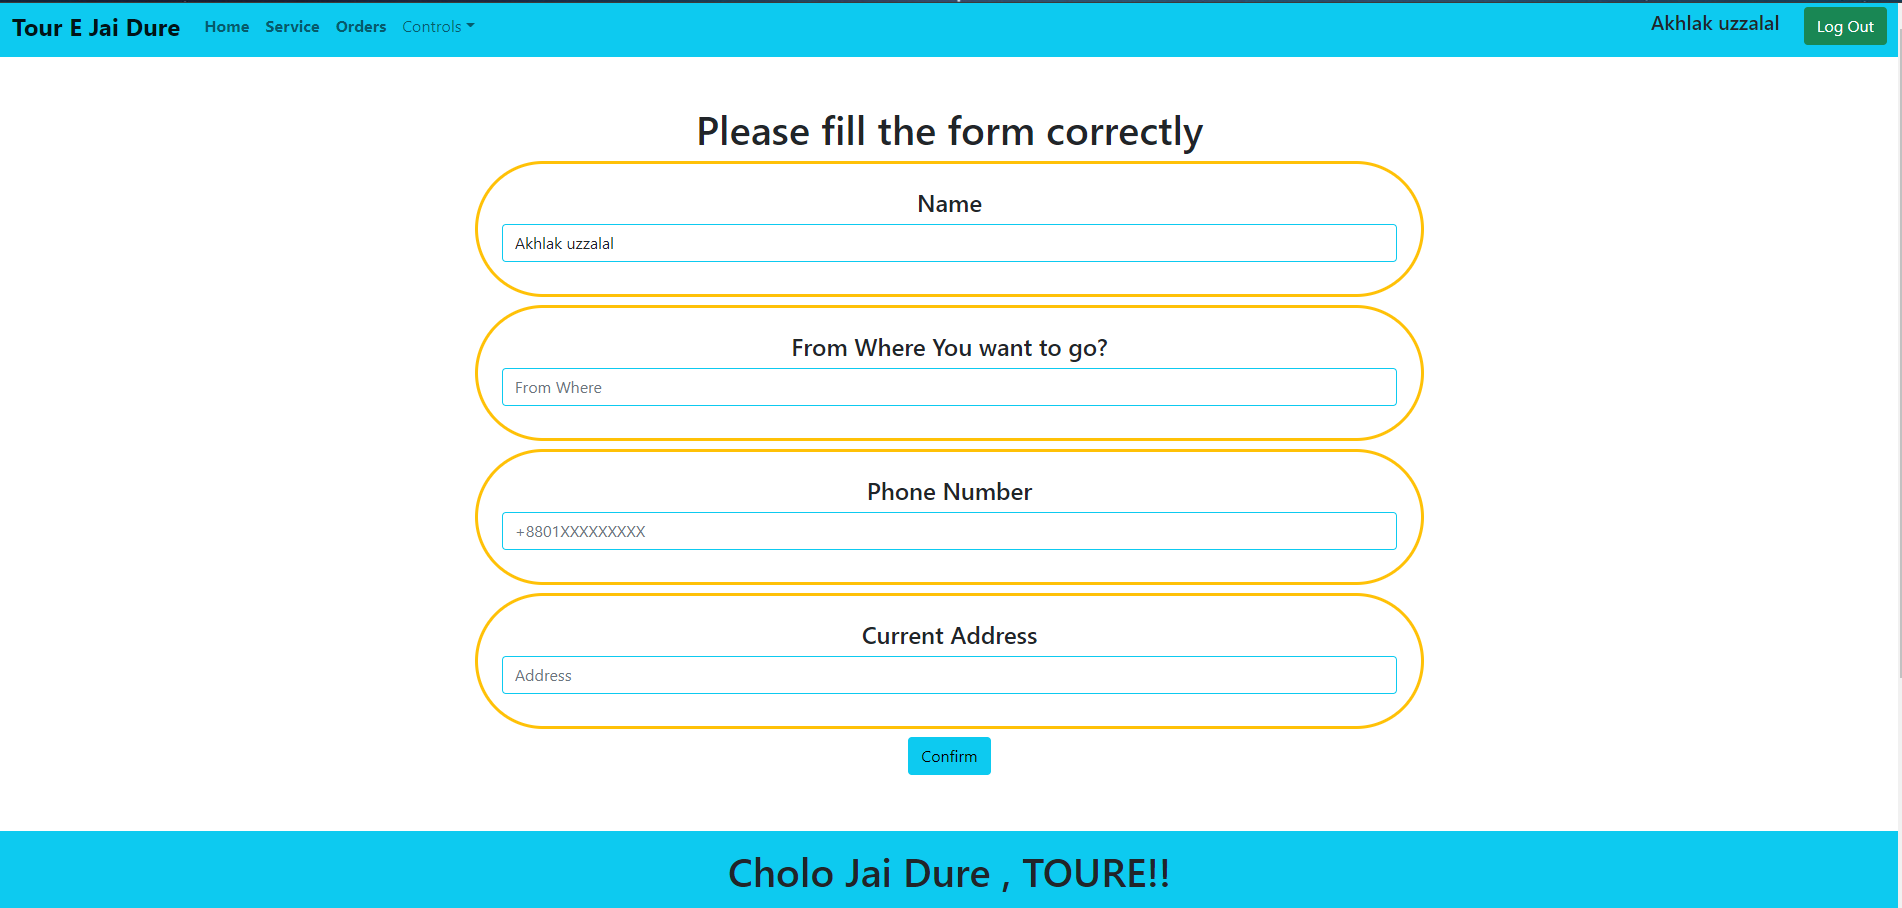 Tour E Jai Dure Home Service Orders Controls Akhlak uzzalal Log Out
Please fill the form correctly
Name
Akhlak uzzalal
From Where You want to go?
From Where
Phone Number
+8801XXXXXXXXX
Current Address
Address
Confirm
Cholo Jai Dure , TOURE!!